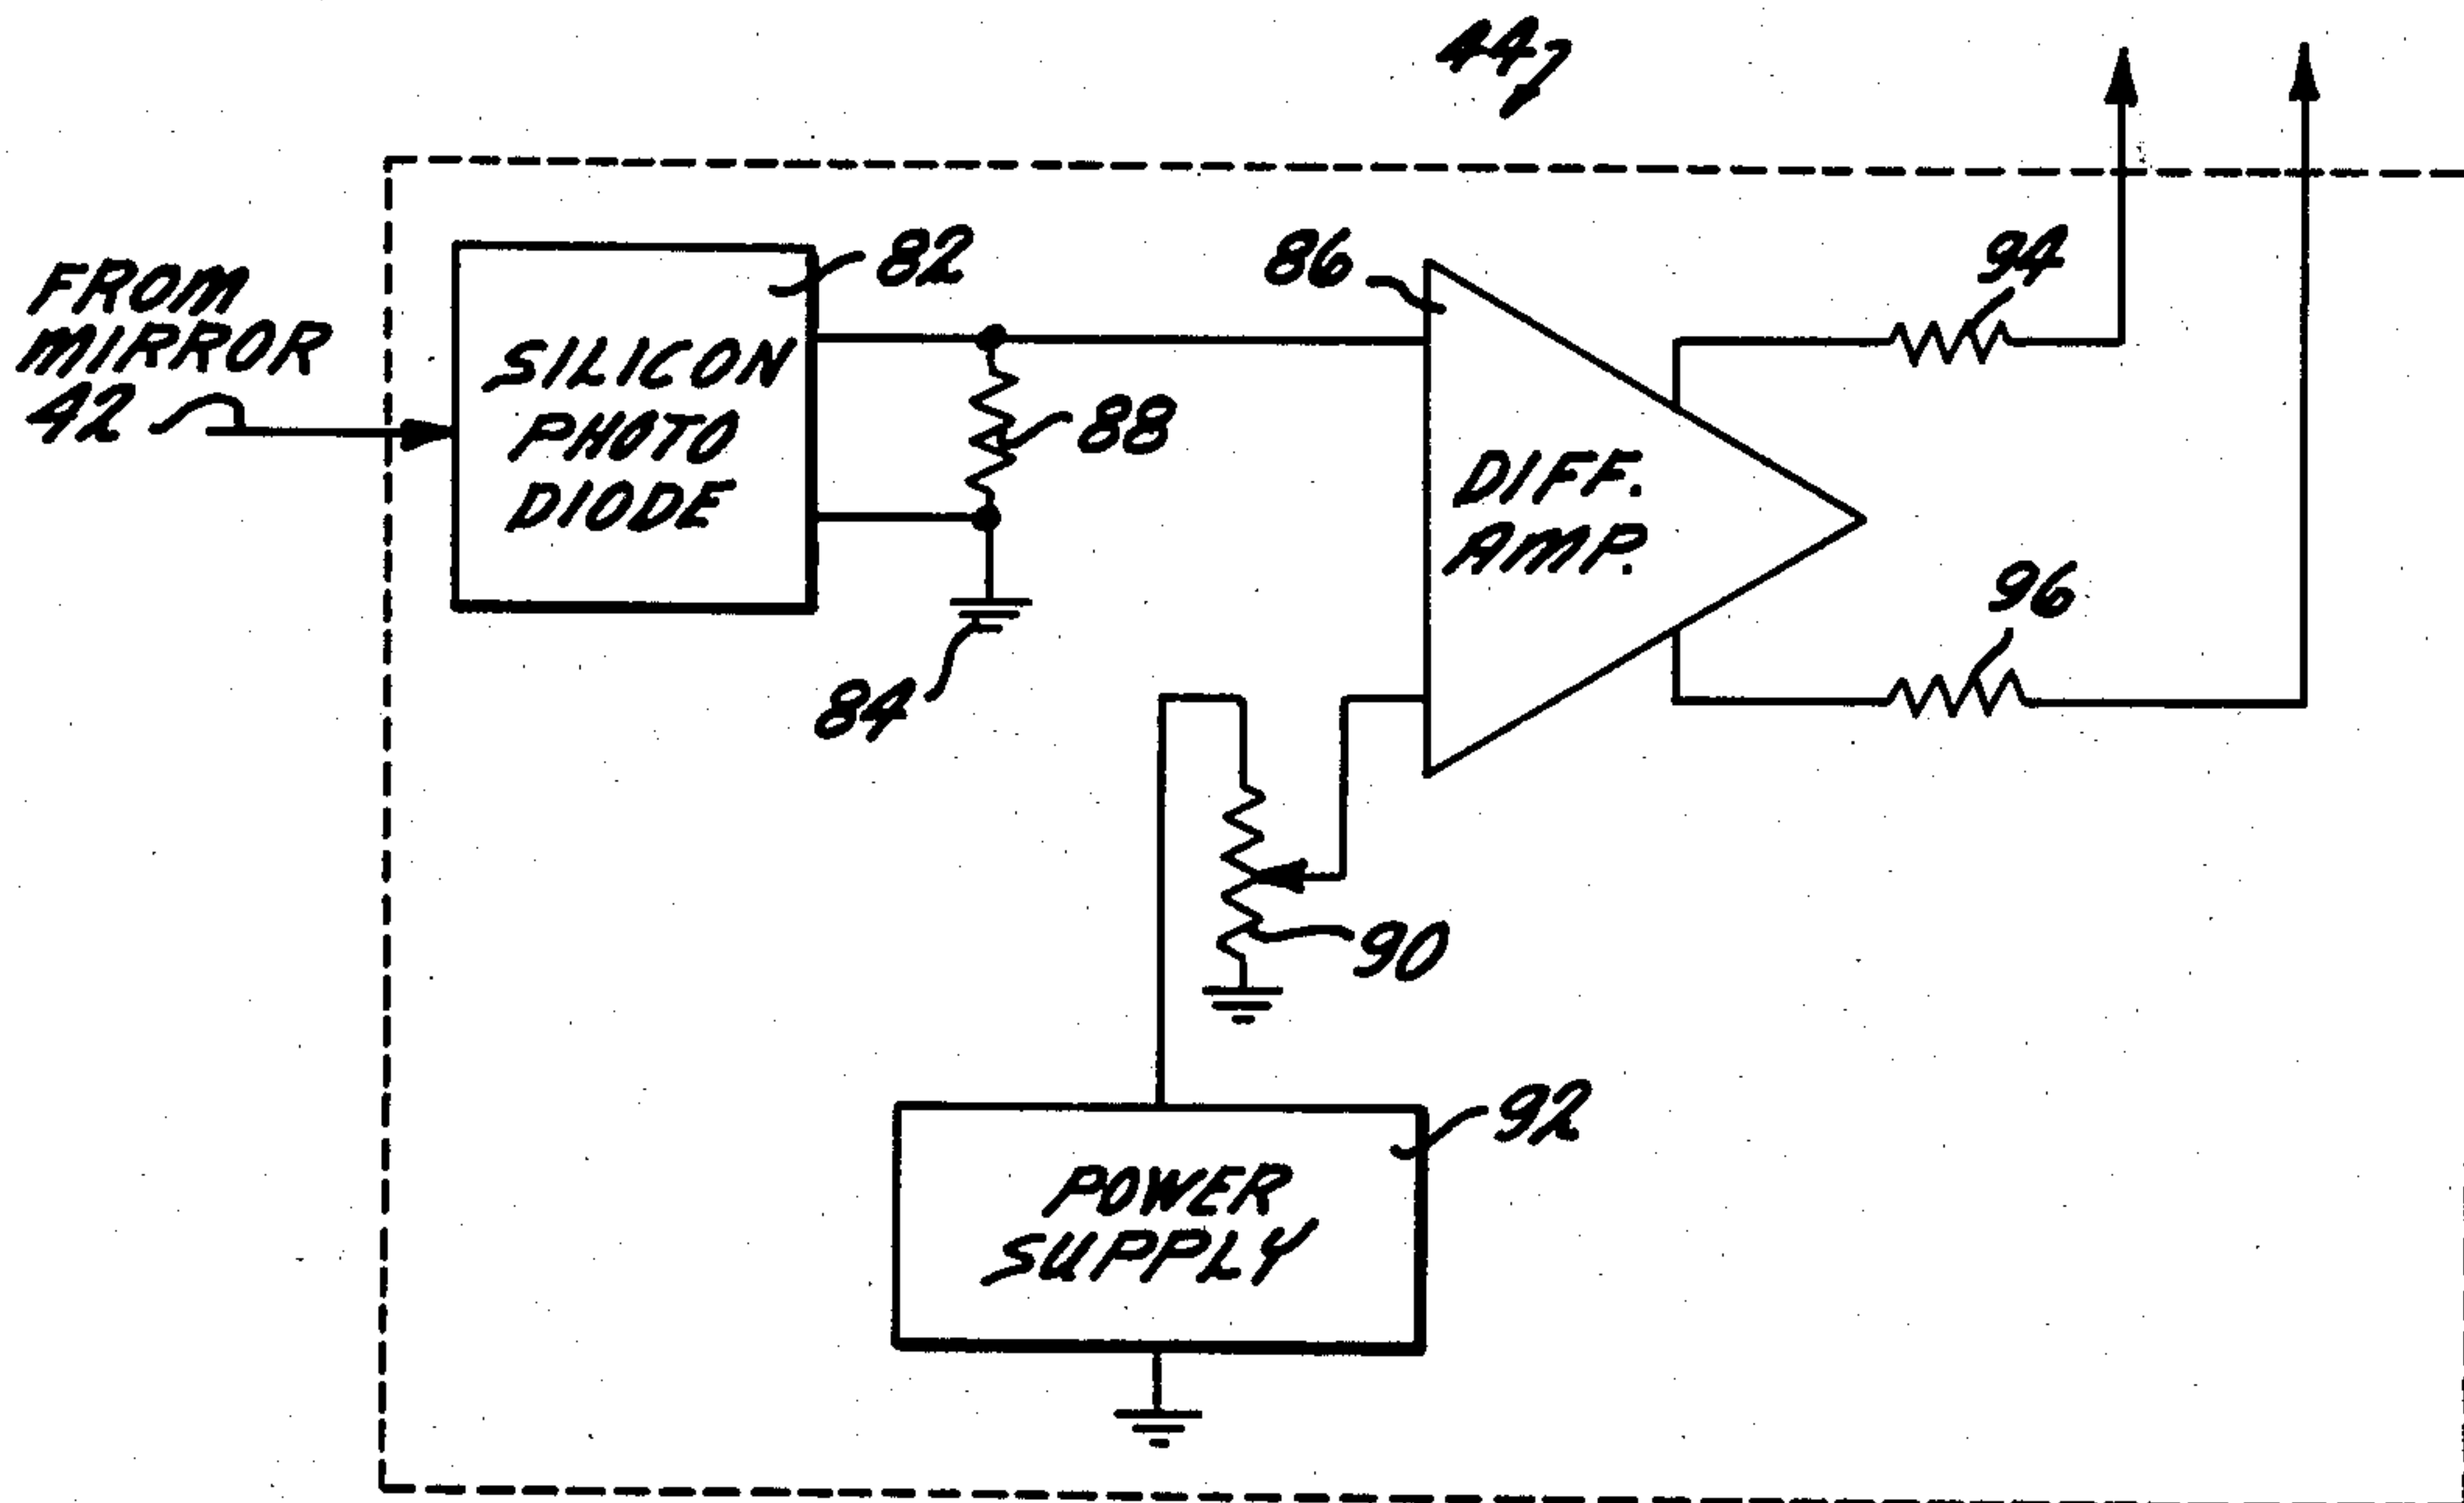 44
FROM
MIRROR
42
82
SILICON
PHOTO
DIODE
88
84
86
DIFF.
AMP.
94
96
90
92
POWER
SUPPLY